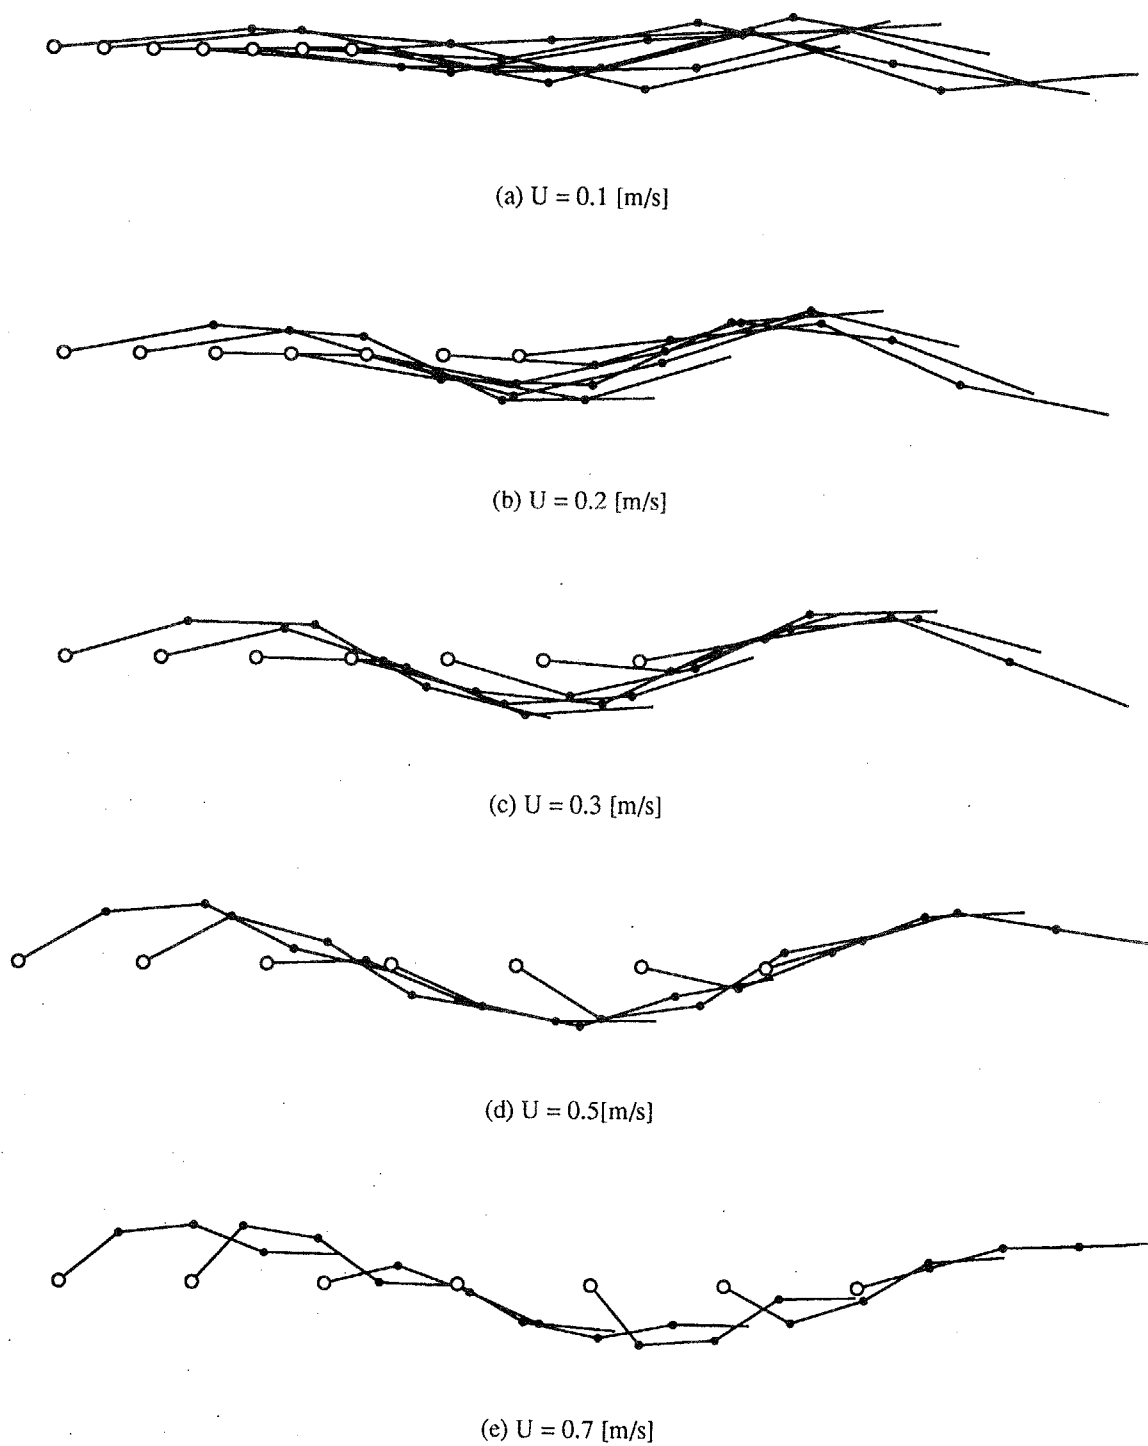 (a) U = 0.1 [m/s]
(b) U = 0.2 [m/s]
(c) U = 0.3 [m/s]
(d) U = 0.5[m/s]
(e) U = 0.7 [m/s]